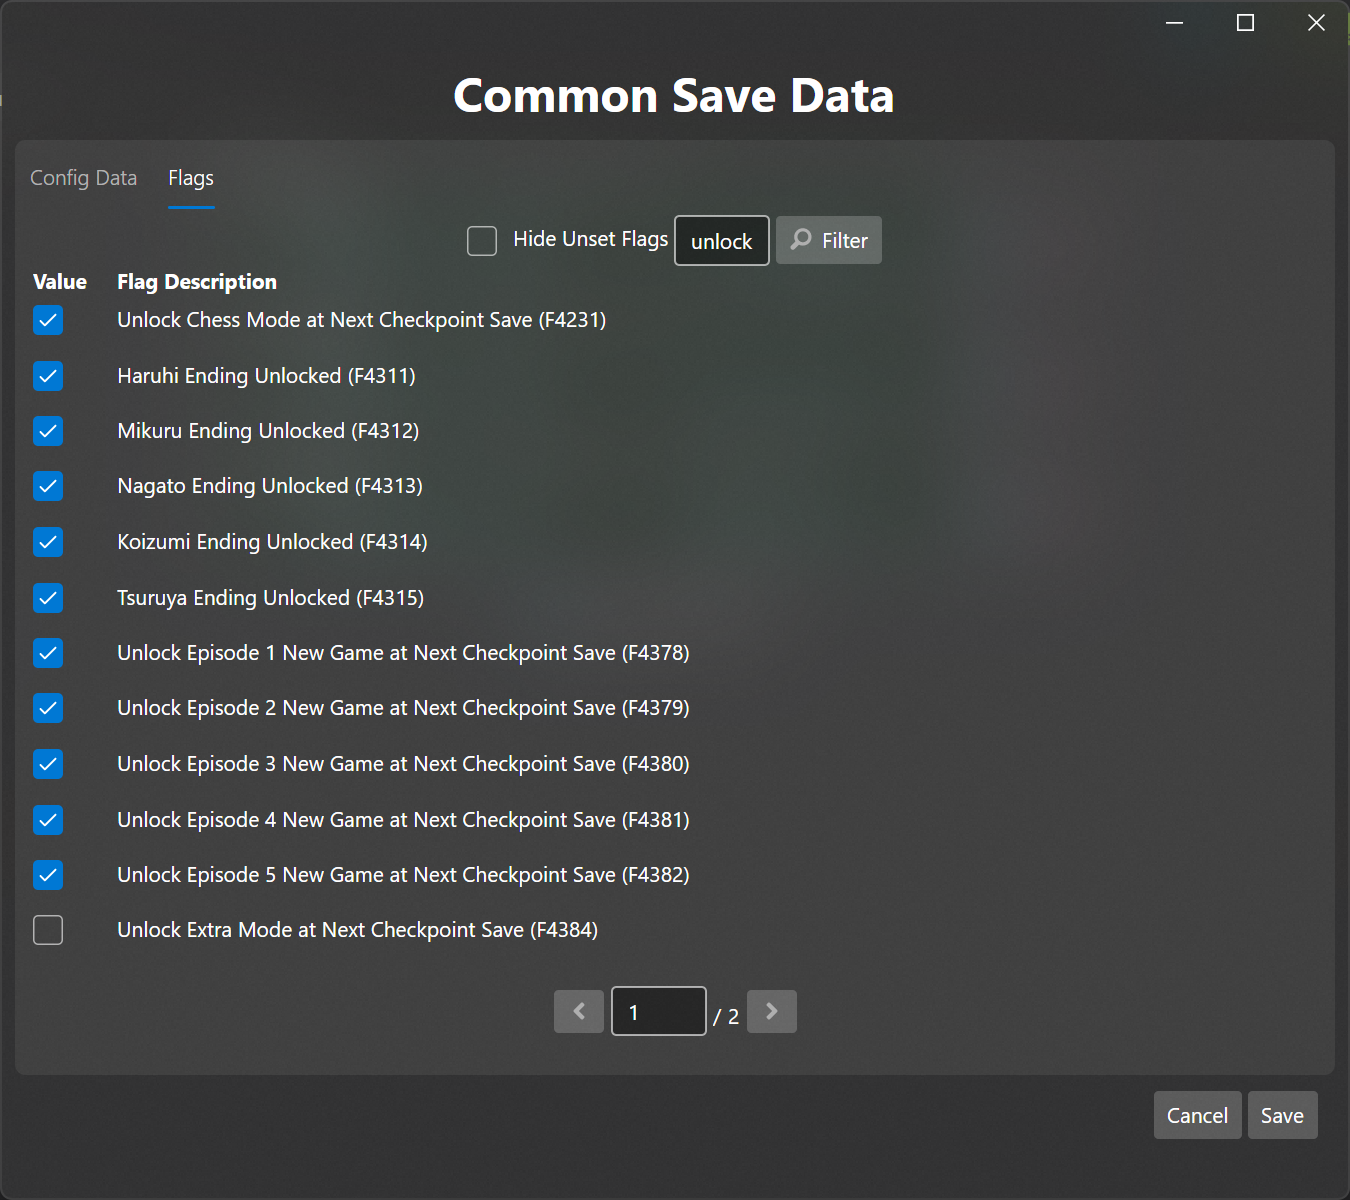 Common Save Data
Config Data Flags
Hide Unset Flags unlock Filter
Value Flag Description
Unlock Chess Mode at Next Checkpoint Save (F4231)
Haruhi Ending Unlocked (F4311)
Mikuru Ending Unlocked (F4312)
Nagato Ending Unlocked (F4313)
Koizumi Ending Unlocked (F4314)
Tsuruya Ending Unlocked (F4315)
Unlock Episode 1 New Game at Next Checkpoint Save (F4378)
Unlock Episode 2 New Game at Next Checkpoint Save (F4379)
Unlock Episode 3 New Game at Next Checkpoint Save (F4380)
Unlock Episode 4 New Game at Next Checkpoint Save (F4381)
Unlock Episode 5 New Game at Next Checkpoint Save (F4382)
Unlock Extra Mode at Next Checkpoint Save (F4384)
1 / 2
Cancel Save